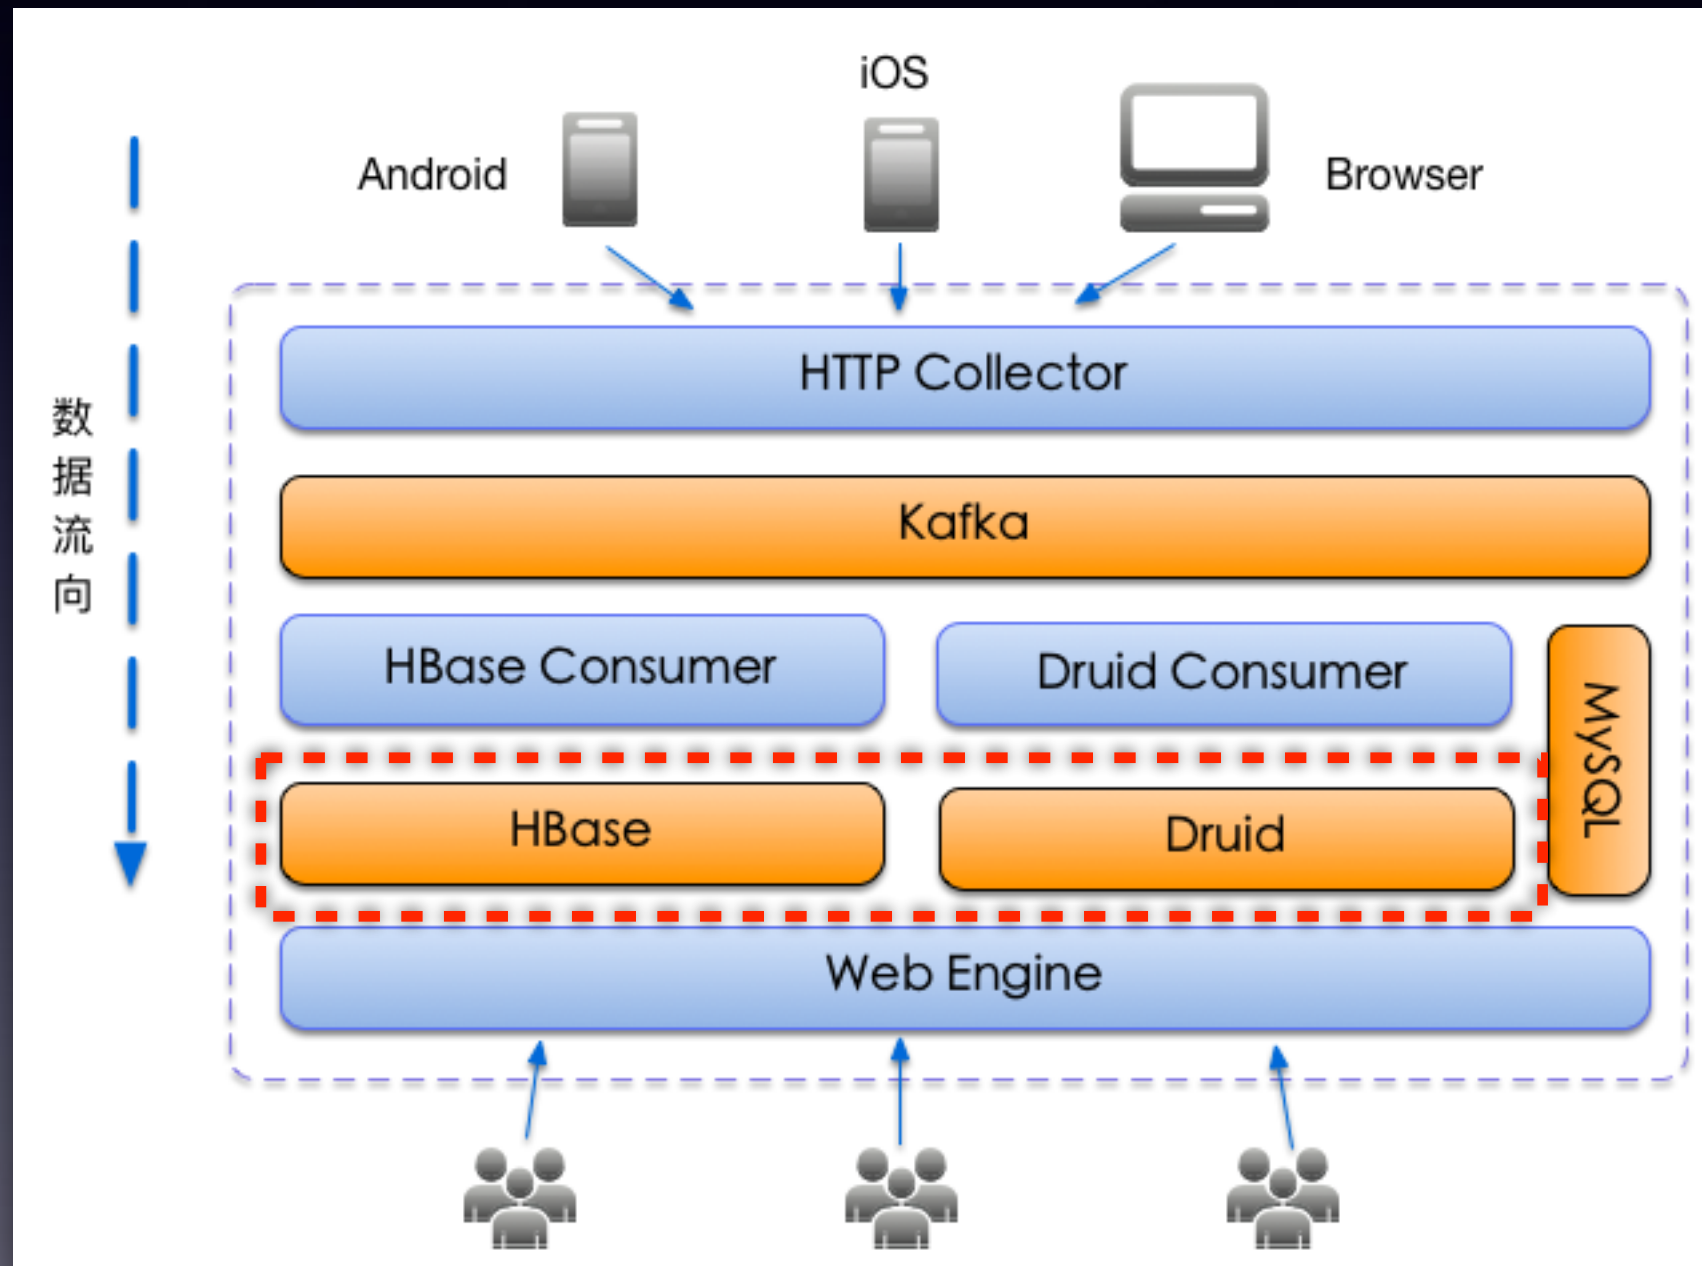 iOS
Android
Browser
HTTP Collector
数据流向
Kafka
HBase Consumer
Druid Consumer
MySQL
HBase
Druid
Web Engine